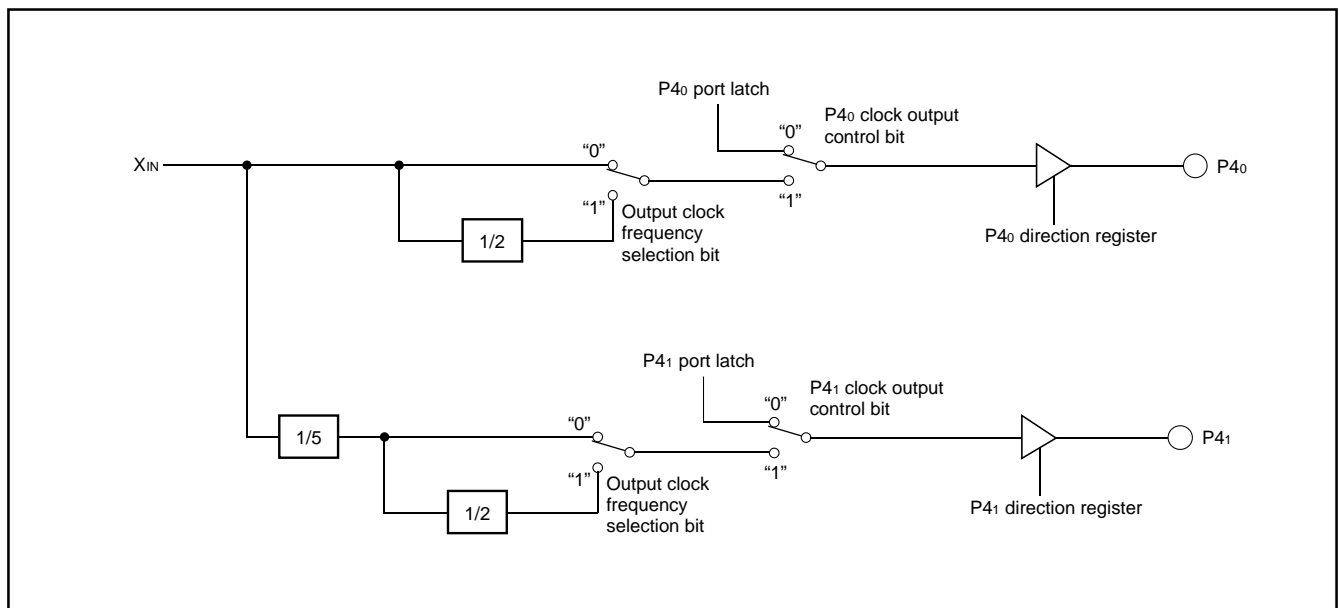 P40 port latch
“0”
P40 clock output
control bit
XIN
“0”
“1”
P40
“1”
Output clock
frequency
selection bit
1/2
P40 direction register
P41 port latch
“0”
P41 clock output
control bit
1/5
“0”
“1”
P41
“1”
Output clock
frequency
selection bit
1/2
P41 direction register